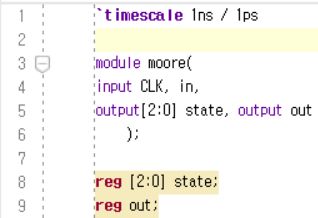 1 `timescale 1ns / 1ps
2
3 module moore(
4 input CLK, in,
5 output[2:0] state, output out
6 );
7
8 reg [2:0] state;
9 reg out;